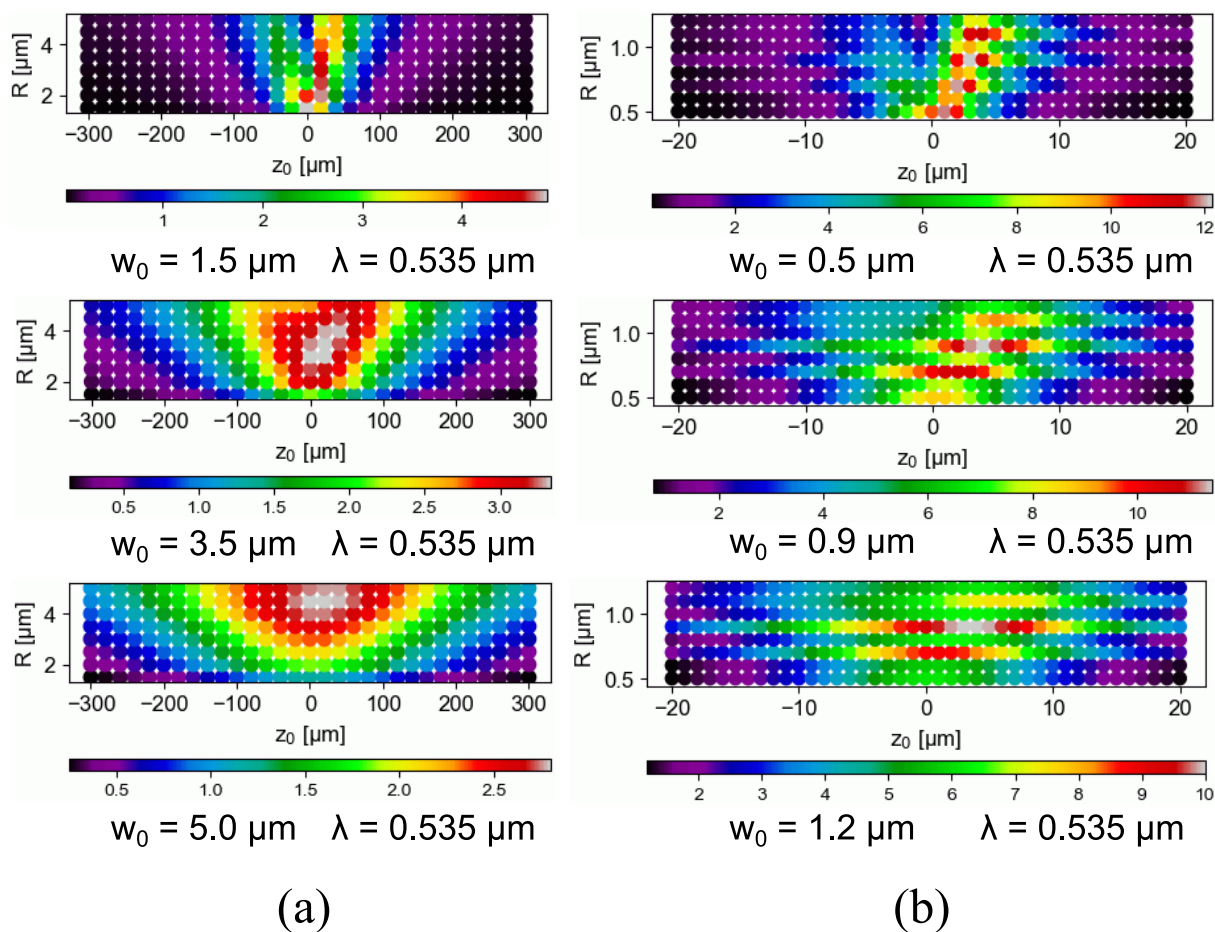 R [µm]
4
2
−300 −200 −100 0 100 200 300
z₀ [µm]
1 2 3 4
w₀ = 1.5 µm λ = 0.535 µm
R [µm]
4
2
−300 −200 −100 0 100 200 300
z₀ [µm]
0.5 1.0 1.5 2.0 2.5 3.0
w₀ = 3.5 µm λ = 0.535 µm
R [µm]
4
2
−300 −200 −100 0 100 200 300
z₀ [µm]
0.5 1.0 1.5 2.0 2.5
w₀ = 5.0 µm λ = 0.535 µm
(a)
R [µm]
1.0
0.5
−20 −10 0 10 20
z₀ [µm]
2 4 6 8 10 12
w₀ = 0.5 µm λ = 0.535 µm
R [µm]
1.0
0.5
−20 −10 0 10 20
z₀ [µm]
2 4 6 8 10
w₀ = 0.9 µm λ = 0.535 µm
R [µm]
1.0
0.5
−20 −10 0 10 20
z₀ [µm]
2 3 4 5 6 7 8 9 10
w₀ = 1.2 µm λ = 0.535 µm
(b)